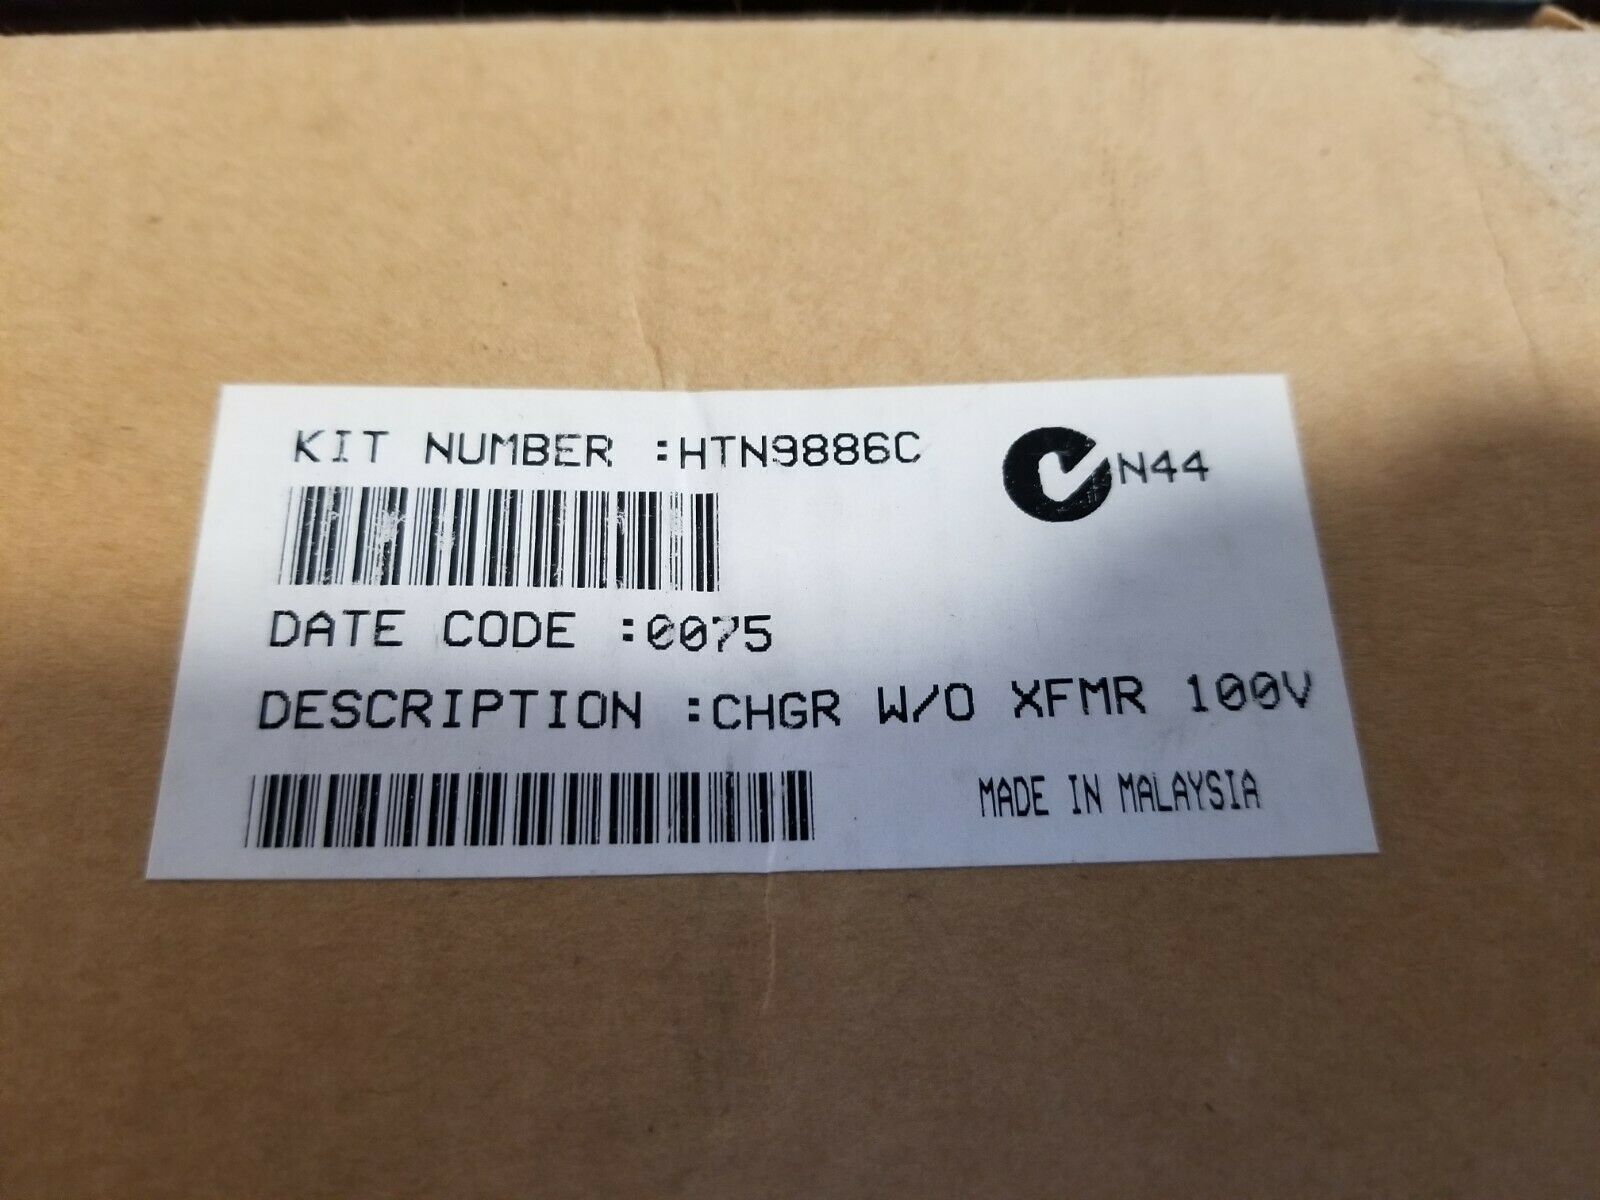 KIT NUMBER :HTN9886C
N44
DATE CODE :0075
DESCRIPTION :CHGR W/O XFMR 100V
MADE IN MALAYSIA